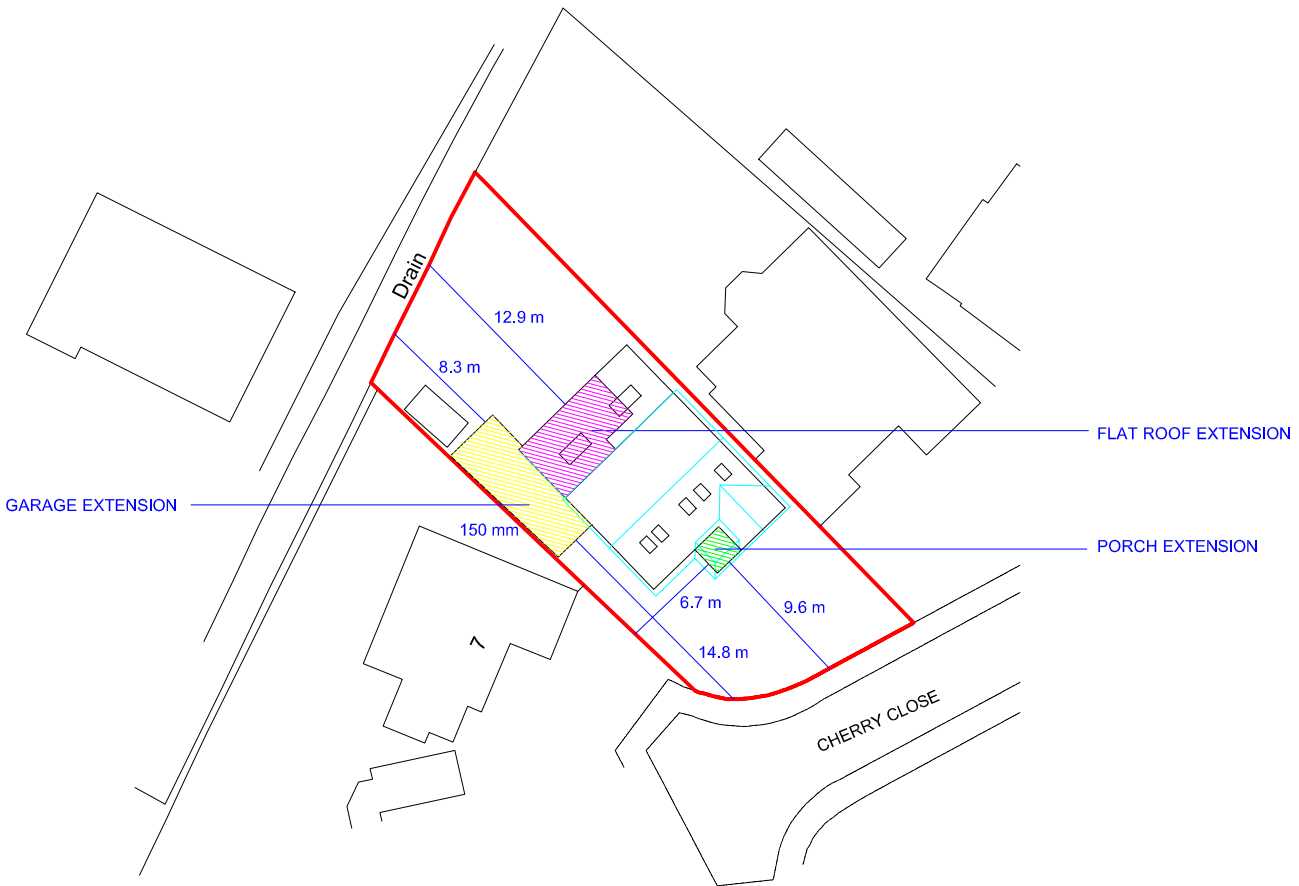 Drain
12.9 m
8.3 m
FLAT ROOF EXTENSION
GARAGE EXTENSION
150 mm
PORCH EXTENSION
6.7 m
9.6 m
7
14.8 m
CHERRY CLOSE